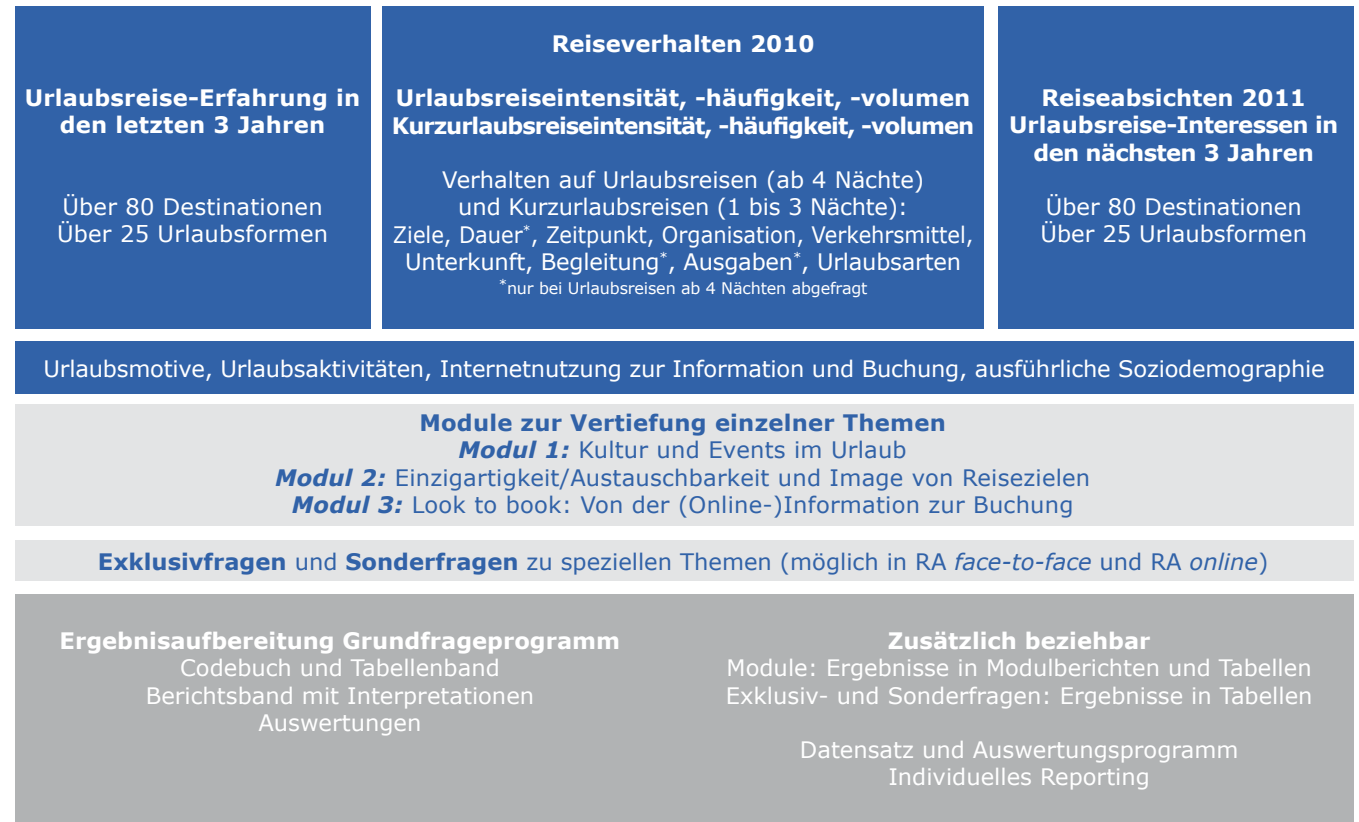 Urlaubsreise-Erfahrung in
den letzten 3 Jahren
Über 80 Destinationen
Über 25 Urlaubsformen
Reiseverhalten 2010
Urlaubsreiseintensität, -häufigkeit, -volumen
Kurzurlaubsreiseintensität, -häufigkeit, -volumen
Verhalten auf Urlaubsreisen (ab 4 Nächte)
und Kurzurlaubsreisen (1 bis 3 Nächte):
Ziele, Dauer*, Zeitpunkt, Organisation, Verkehrsmittel,
Unterkunft, Begleitung*, Ausgaben*, Urlaubsarten
*nur bei Urlaubsreisen ab 4 Nächten abgefragt
Reiseabsichten 2011
Urlaubsreise-Interessen in
den nächsten 3 Jahren
Über 80 Destinationen
Über 25 Urlaubsformen
Urlaubsmotive, Urlaubsaktivitäten, Internetnutzung zur Information und Buchung, ausführliche Soziodemographie
Module zur Vertiefung einzelner Themen
Modul 1: Kultur und Events im Urlaub
Modul 2: Einzigartigkeit/Austauschbarkeit und Image von Reisezielen
Modul 3: Look to book: Von der (Online-)Information zur Buchung
Exklusivfragen und Sonderfragen zu speziellen Themen (möglich in RA face-to-face und RA online)
Ergebnisaufbereitung Grundfrageprogramm
Codebuch und Tabellenband
Berichtsband mit Interpretationen
Auswertungen
Zusätzlich beziehbar
Module: Ergebnisse in Modulberichten und Tabellen
Exklusiv- und Sonderfragen: Ergebnisse in Tabellen
Datensatz und Auswertungsprogramm
Individuelles Reporting